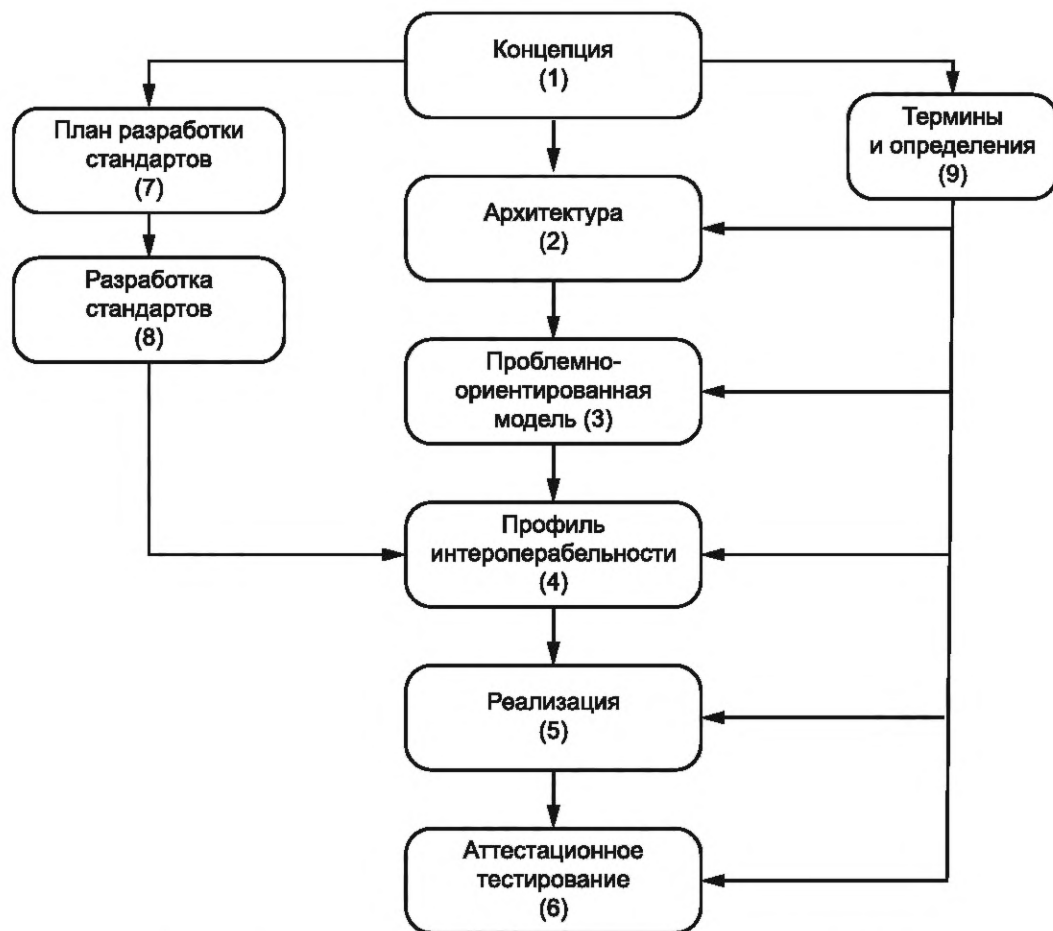 Концепция
(1)
План разработки
стандартов
(7)
Термины
и определения
(9)
Архитектура
(2)
Разработка
стандартов
(8)
Проблемно-
ориентированная
модель (3)
Профиль
интероперабельности
(4)
Реализация
(5)
Аттестационное
тестирование
(6)